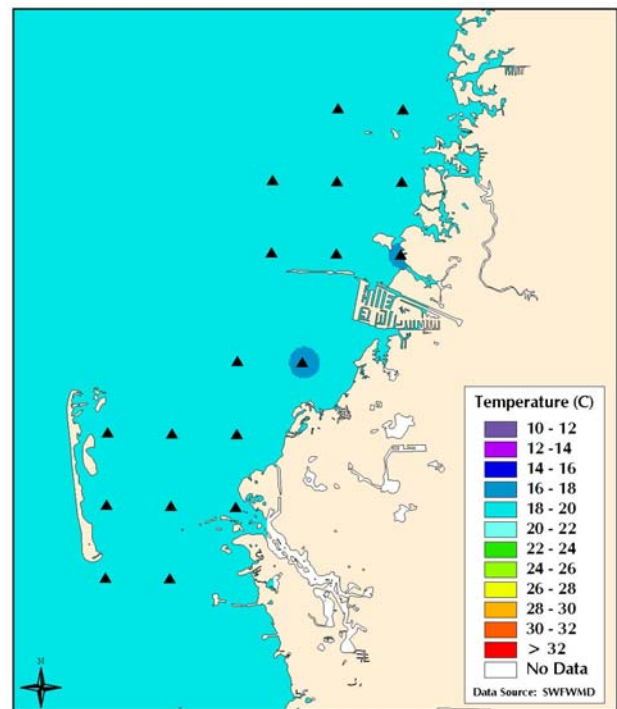 Temperature (C)
10 - 12
12 -14
14 - 16
16 - 18
18 - 20
20 - 22
22 - 24
24 - 26
26 - 28
28 - 30
30 - 32
> 32
No Data
Data Source: SWFWMD